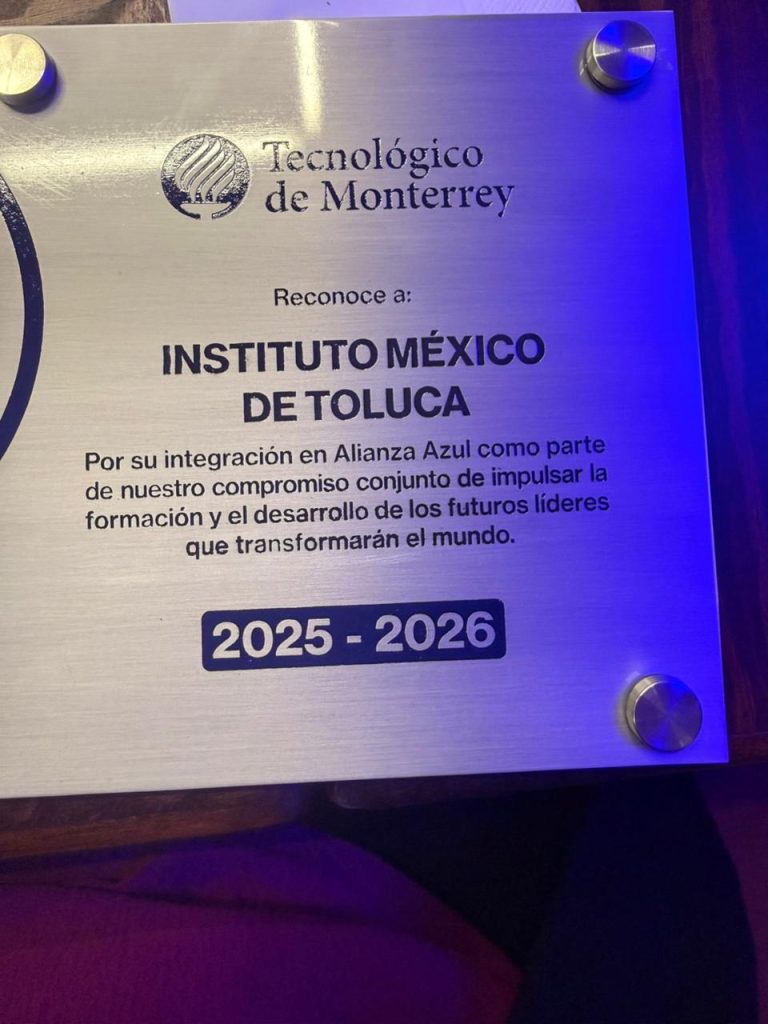 Tecnológico
de Monterrey
Reconoce a:
INSTITUTO MÉXICO
DE TOLUCA
Por su integración en Alianza Azul como parte
de nuestro compromiso conjunto de impulsar la
formación y el desarrollo de los futuros líderes
que transformarán el mundo.
2025 - 2026